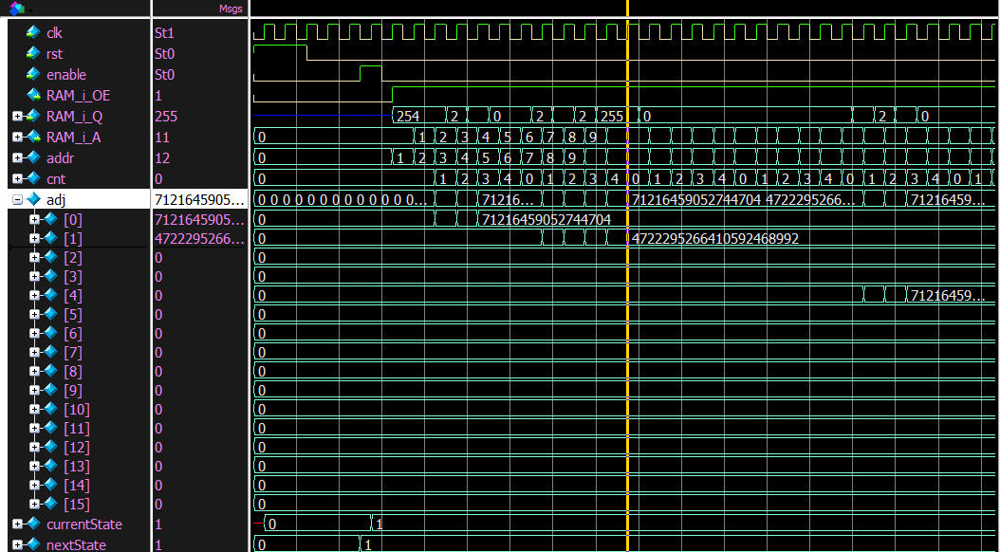 Msgs
clk St1
rst St0
enable St0
RAM_i_OE 1
RAM_i_Q 255 254 2 0 2 2 255 0 2 0
RAM_i_A 11 0 1 2 3 4 5 6 7 8 9
addr 12 0 1 2 3 4 5 6 7 8 9
cnt 0 0 1 2 3 4 0 1 2 3 4 0 1 2 3 4 0 1 2 3 4 0 1 2 3 4 0 1
adj 7121645905... 0 0 0 0 0 0 0 0 0 0 0 0 0 0... 71216... 71216459052744704 4722295266... 71216459...
[0] 7121645905... 0 71216459052744704
[1] 4722295266... 0 4722295266410592468992
[2] 0 0
[3] 0 0
[4] 0 0 71216459...
[5] 0 0
[6] 0 0
[7] 0 0
[8] 0 0
[9] 0 0
[10] 0 0
[11] 0 0
[12] 0 0
[13] 0 0
[14] 0 0
[15] 0 0
currentState 1 0 1
nextState 1 0 1